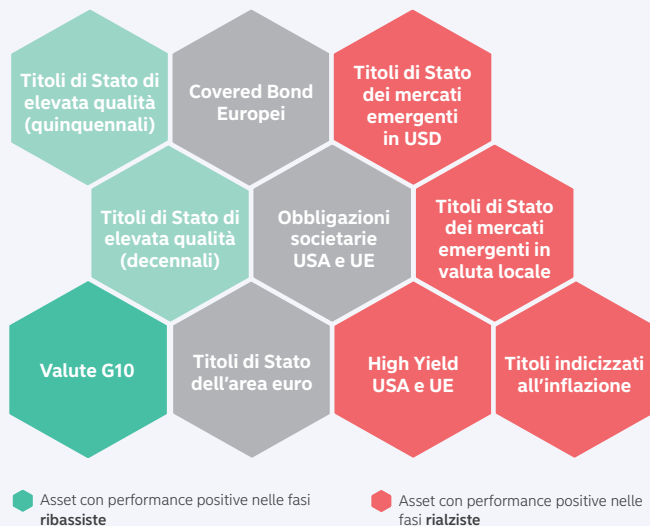 Titoli di Stato di
elevata qualità
(quinquennali)
Covered Bond
Europei
Titoli di Stato
dei mercati
emergenti
in USD
Titoli di Stato di
elevata qualità
(decennali)
Obbligazioni
societarie
USA e UE
Titoli di Stato
dei mercati
emergenti in
valuta locale
Valute G10
Titoli di Stato
dell'area euro
High Yield
USA e UE
Titoli indicizzati
all'inflazione
Asset con performance positive nelle fasi
ribassiste
Asset con performance positive nelle
fasi rialziste